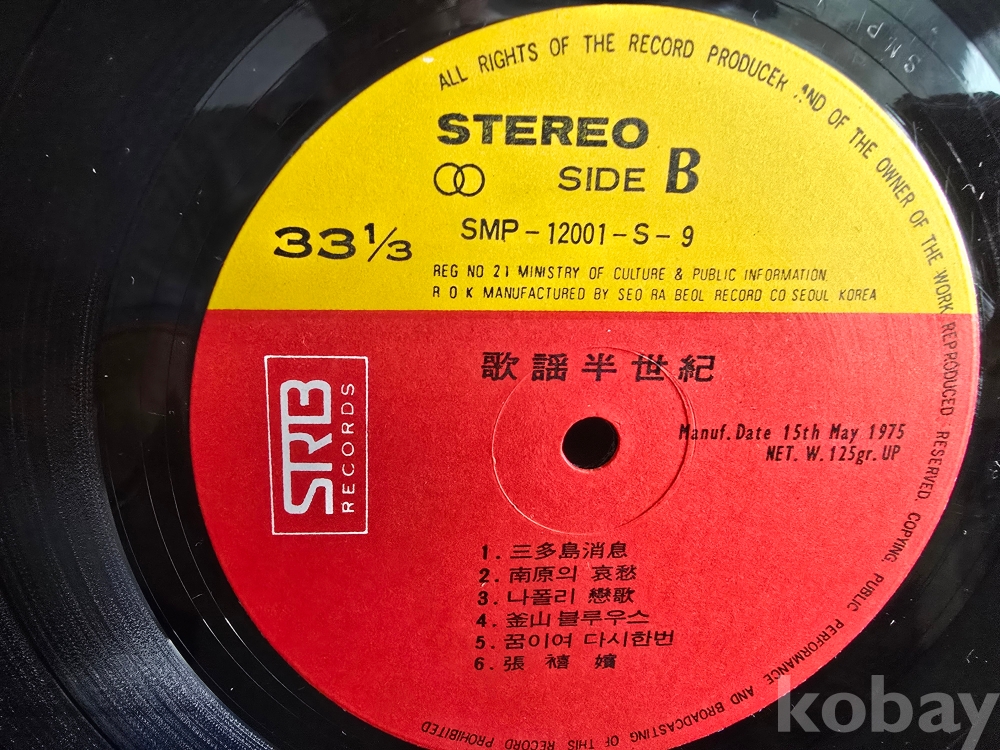 ALL RIGHTS OF THE RECORD PRODUCER AND OF THE OWNER OF THE WORK REPRODUCED RESERVED. COPYING, PUBLIC PERFORMANCE AND BROADCASTING OF THIS RECORD PROHIBITED
STEREO
SIDE B
33 1/3
SMP-12001-S-9
REG NO 21 MINISTRY OF CULTURE & PUBLIC INFORMATION.
R O K MANUFACTURED BY SEO RA BEOL RECORD CO SEOUL KOREA
歌謠半世紀
SRB
RECORDS
Manuf. Date 15th May 1975
NET. W. 125gr. UP
1. 三多島消息
2. 南原의 哀愁
3. 나폴리 戀歌
4. 釜山 블루우스
5. 꿈이여 다시한번
6. 張 禧 嬪
kobay